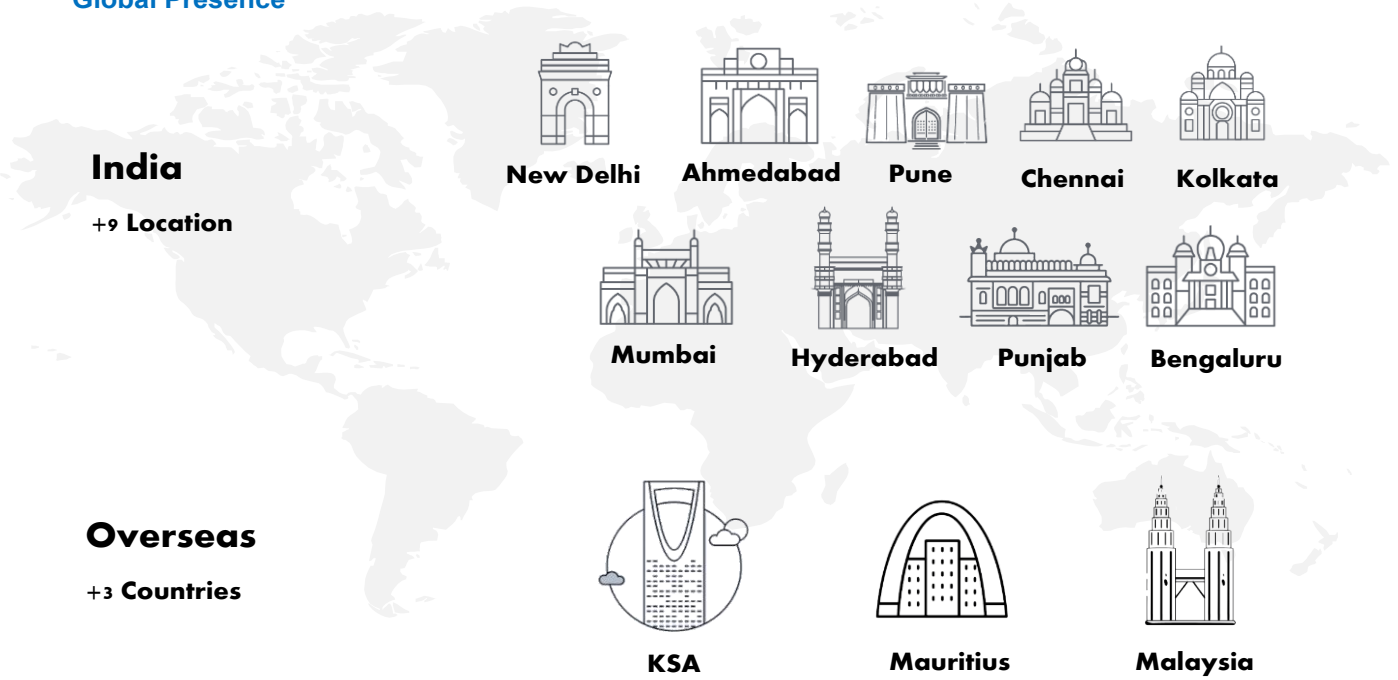 Global Presence
India
+9 Location
New Delhi
Ahmedabad
Pune
Chennai
Kolkata
Mumbai
Hyderabad
Punjab
Bengaluru
Overseas
+3 Countries
KSA
Mauritius
Malaysia